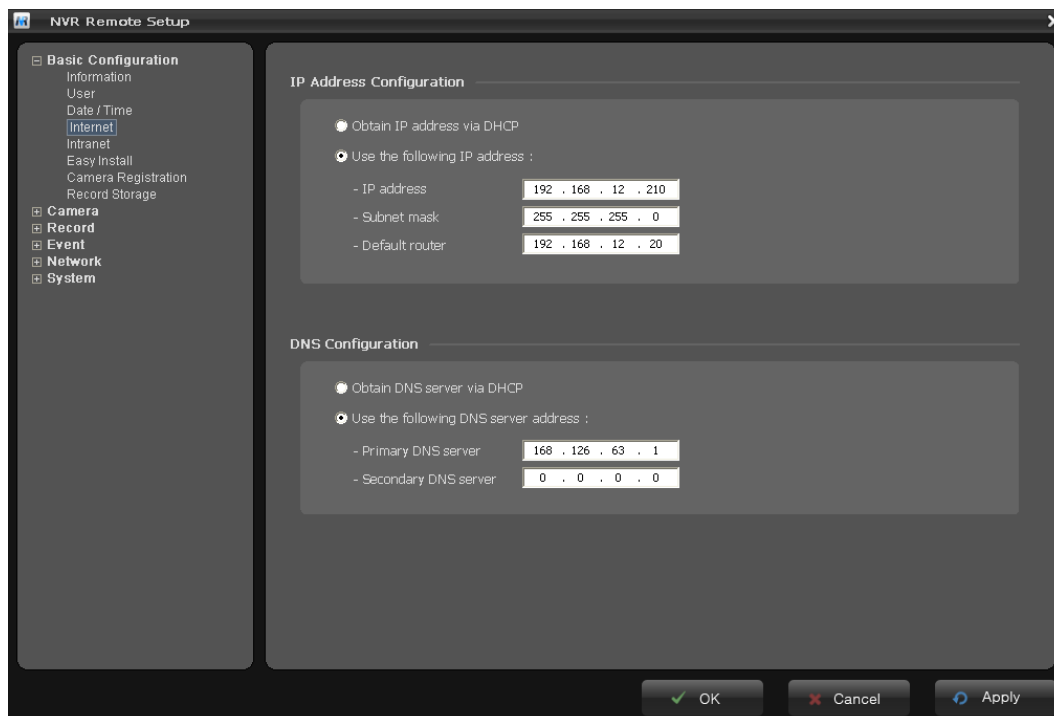 NVR Remote Setup
Basic Configuration
Information
User
Date / Time
Internet
Intranet
Easy Install
Camera Registration
Record Storage
Camera
Record
Event
Network
System
IP Address Configuration
Obtain IP address via DHCP
Use the following IP address :
- IP address 192 . 168 . 12 . 210
- Subnet mask 255 . 255 . 255 . 0
- Default router 192 . 168 . 12 . 20
DNS Configuration
Obtain DNS server via DHCP
Use the following DNS server address :
- Primary DNS server 168 . 126 . 63 . 1
- Secondary DNS server 0 . 0 . 0 . 0
OK Cancel Apply